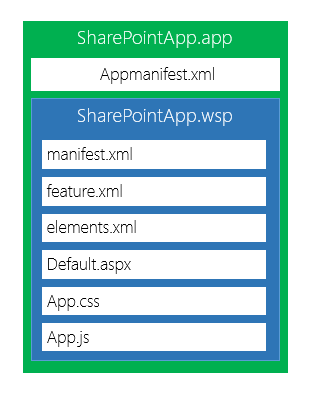 SharePointApp.app
Appmanifest.xml
SharePointApp.wsp
manifest.xml
feature.xml
elements.xml
Default.aspx
App.css
App.js